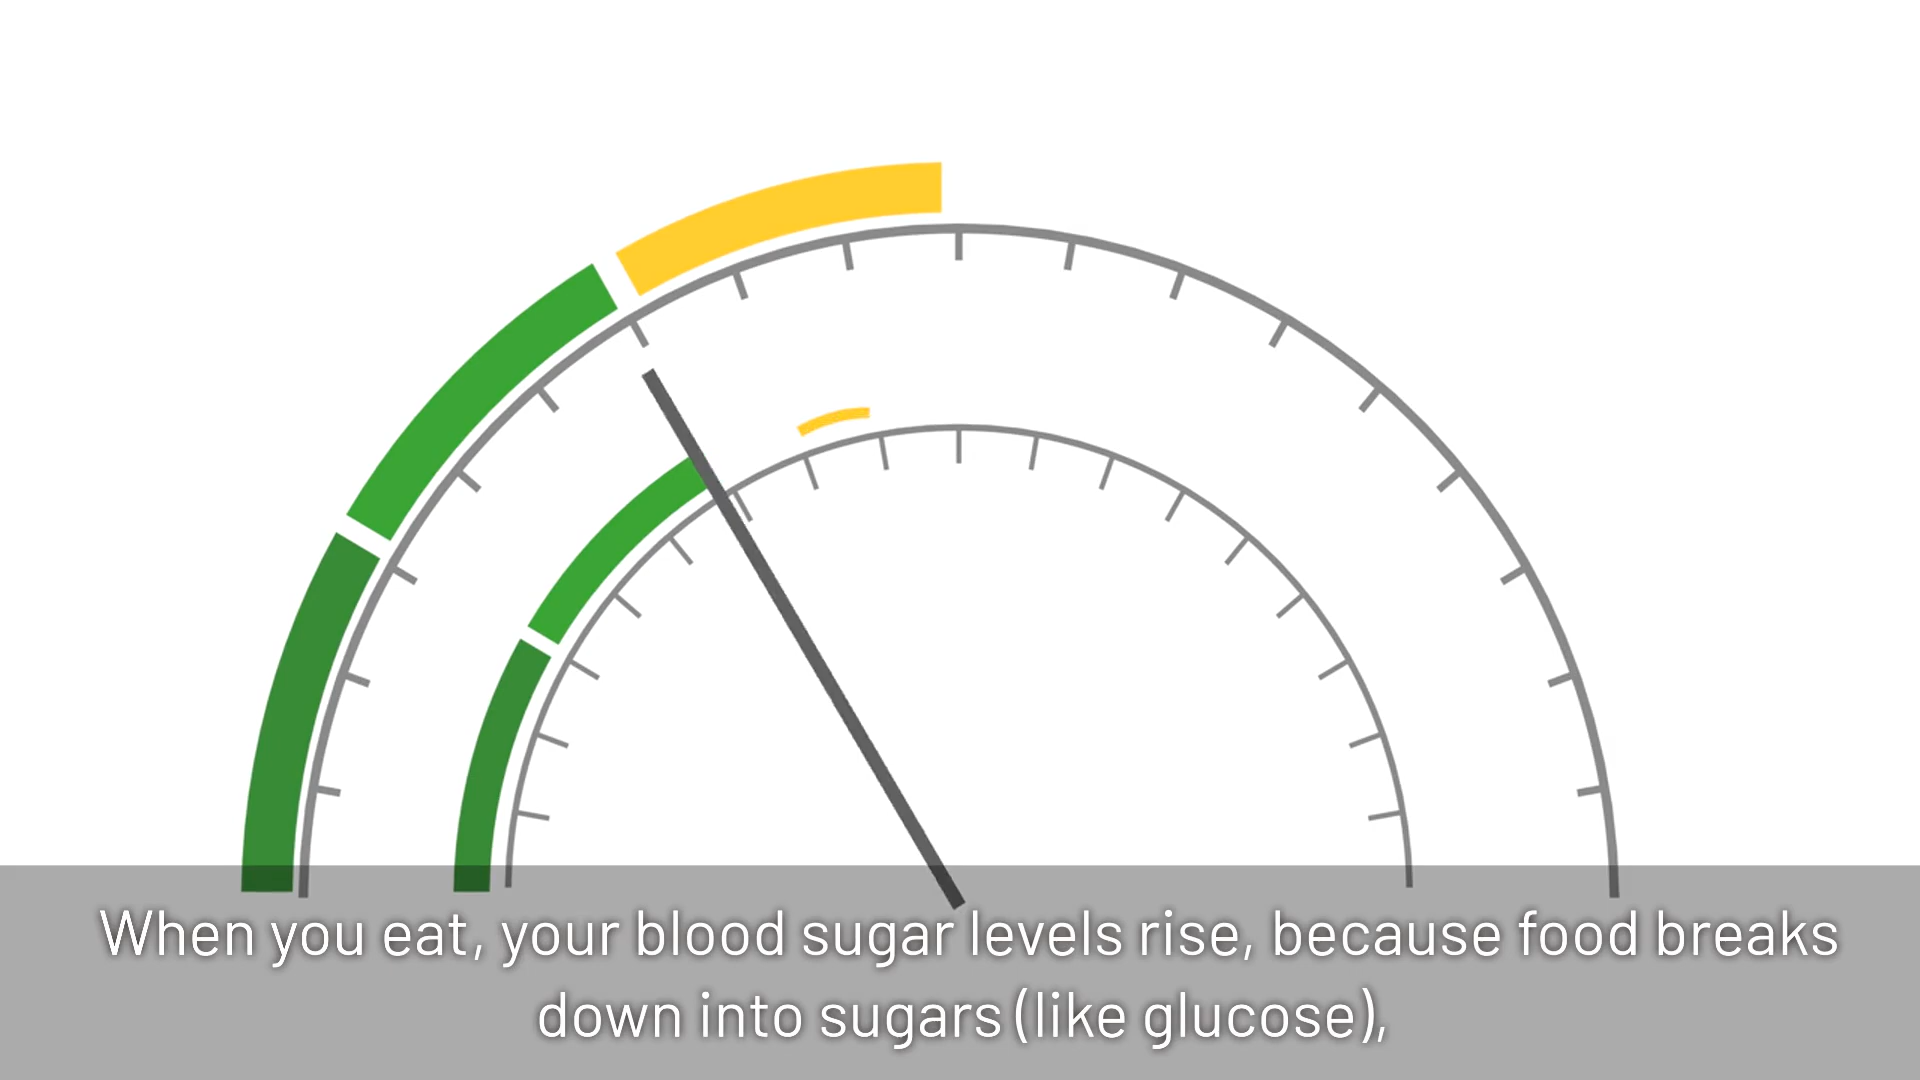 When you eat, your blood sugar levels rise, because food breaks
down into sugars (like glucose),